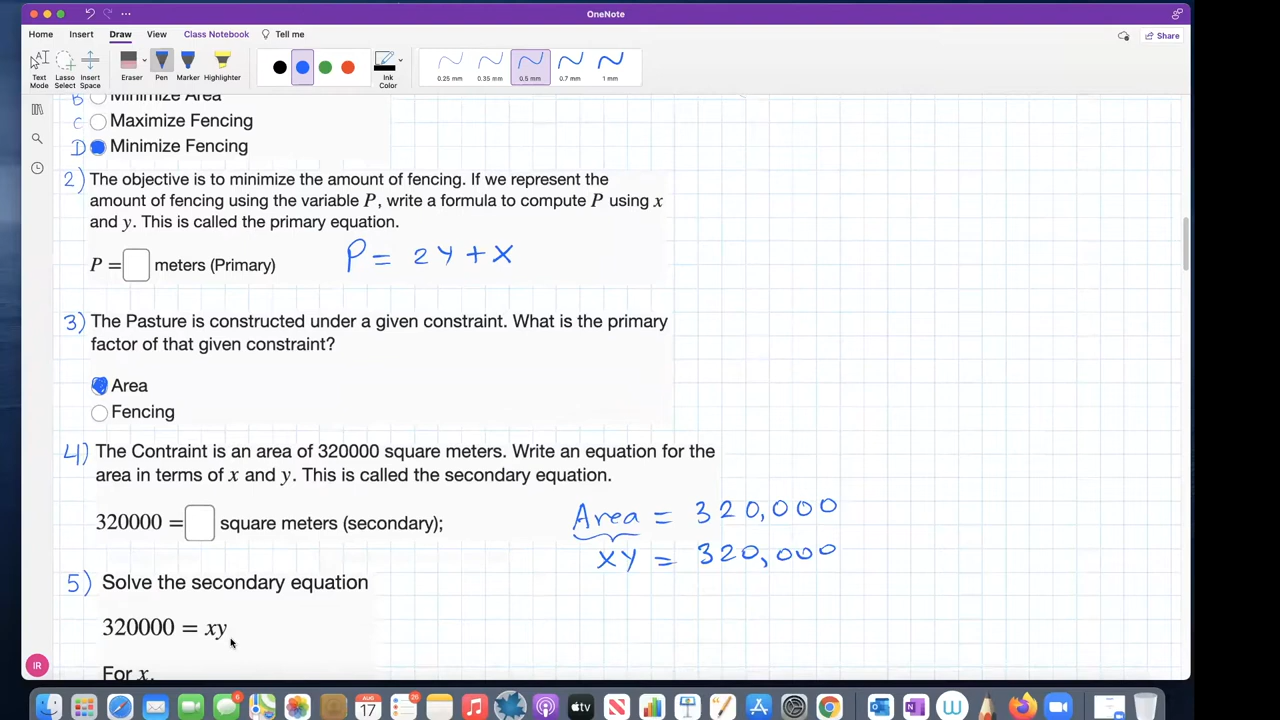 OneNote
Home Insert Draw View Class Notebook Tell me
Share
Text Mode
Lasso Select
Insert Space
Eraser
Pen
Marker
Highlighter
0.25 mm
0.35 mm
0.5 mm
0.7 mm
1 mm
Ink Color
B Minimize Area
C Maximize Fencing
D Minimize Fencing
2) The objective is to minimize the amount of fencing. If we represent the
amount of fencing using the variable P, write a formula to compute P using x
and y. This is called the primary equation.
P = meters (Primary)
P = 2y + x
3) The Pasture is constructed under a given constraint. What is the primary
factor of that given constraint?
Area
Fencing
4) The Contraint is an area of 320000 square meters. Write an equation for the
area in terms of x and y. This is called the secondary equation.
320000 = square meters (secondary);
Area = 320,000
xy = 320,000
5) Solve the secondary equation
320000 = xy
For x.
IR
AUG 17
6
26
tv